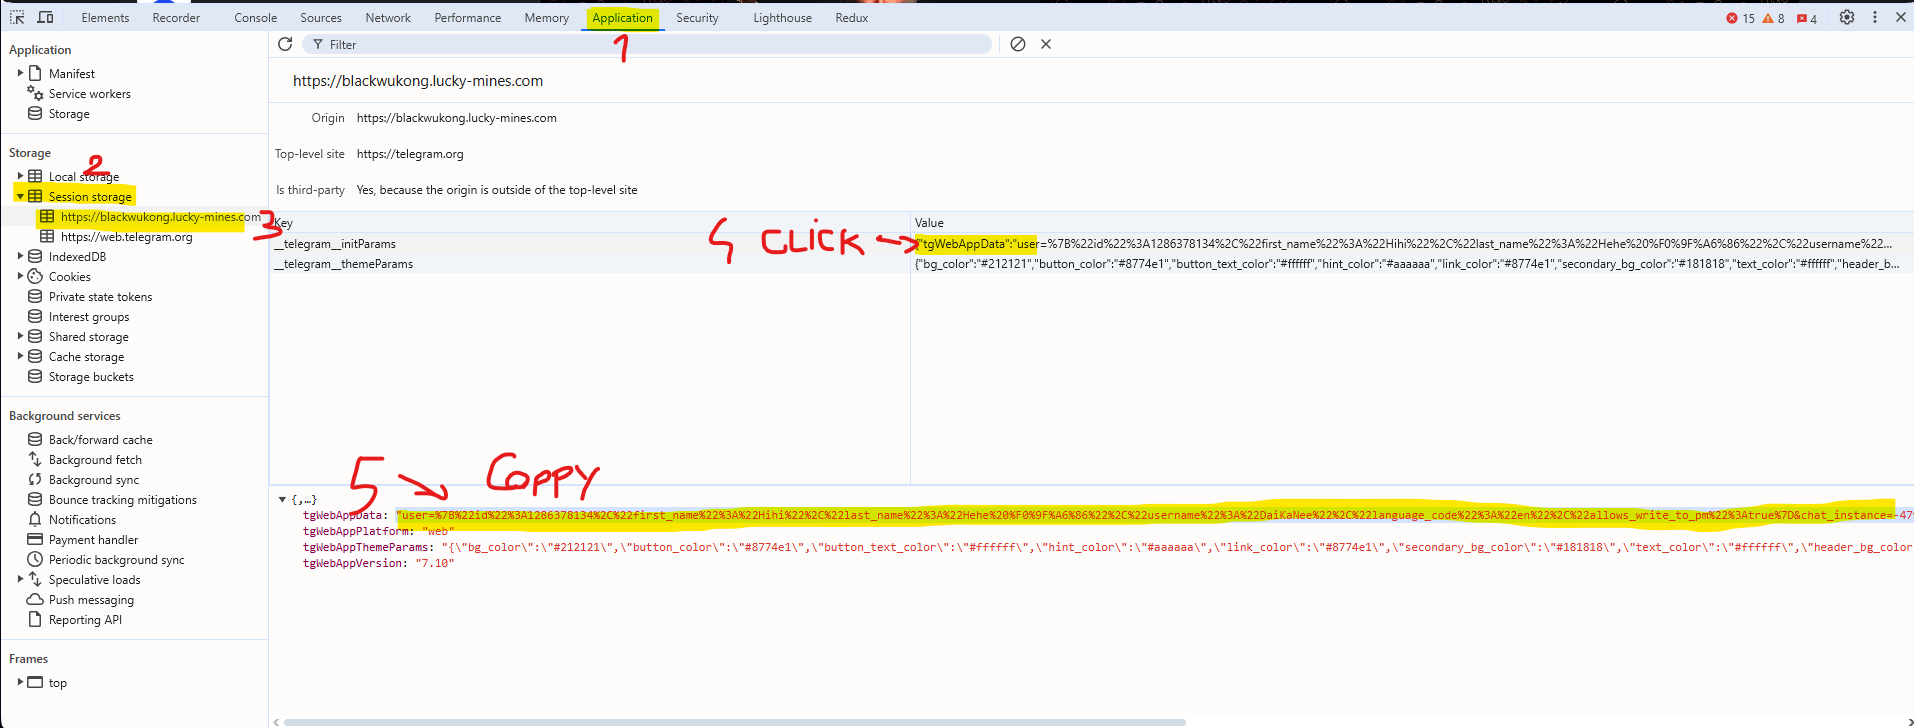 Elements Recorder Console Sources Network Performance Memory Application Security Lighthouse Redux 15 8 4
1
Application
Manifest
Service workers
Storage
Storage
2
Local storage
Session storage
https://blackwukong.lucky-mines.com
3
https://web.telegram.org
IndexedDB
Cookies
Private state tokens
Interest groups
Shared storage
Cache storage
Storage buckets
Background services
Back/forward cache
Background fetch
Background sync
Bounce tracking mitigations
Notifications
Payment handler
Periodic background sync
Speculative loads
Push messaging
Reporting API
Frames
top
Filter
https://blackwukong.lucky-mines.com
Origin https://blackwukong.lucky-mines.com
Top-level site https://telegram.org
Is third-party Yes, because the origin is outside of the top-level site
Key Value
4 CLICK
__telegram__initParams {"tgWebAppData":"user=%7B%22id%22%3A1286378134%2C%22first_name%22%3A%22Hihi%22%2C%22last_name%22%3A%22Hehe%20%F0%9F%A6%86%22%2C%22username%22...
__telegram__themeParams {"bg_color":"#212121","button_color":"#8774e1","button_text_color":"#ffffff","hint_color":"#aaaaaa","link_color":"#8774e1","secondary_bg_color":"#181818","text_color":"#ffffff","header_b...
5 Coppy
{,…}
tgWebAppData: "user=%7B%22id%22%3A1286378134%2C%22first_name%22%3A%22Hihi%22%2C%22last_name%22%3A%22Hehe%20%F0%9F%A6%86%22%2C%22username%22%3A%22DaiKaNee%22%2C%22language_code%22%3A%22en%22%2C%22allows_write_to_pm%22%3Atrue%7D&chat_instance=-47
tgWebAppPlatform: "web"
tgWebAppThemeParams: "{\"bg_color\":\"#212121\",\"button_color\":\"#8774e1\",\"button_text_color\":\"#ffffff\",\"hint_color\":\"#aaaaaa\",\"link_color\":\"#8774e1\",\"secondary_bg_color\":\"#181818\",\"text_color\":\"#ffffff\",\"header_bg_color
tgWebAppVersion: "7.10"